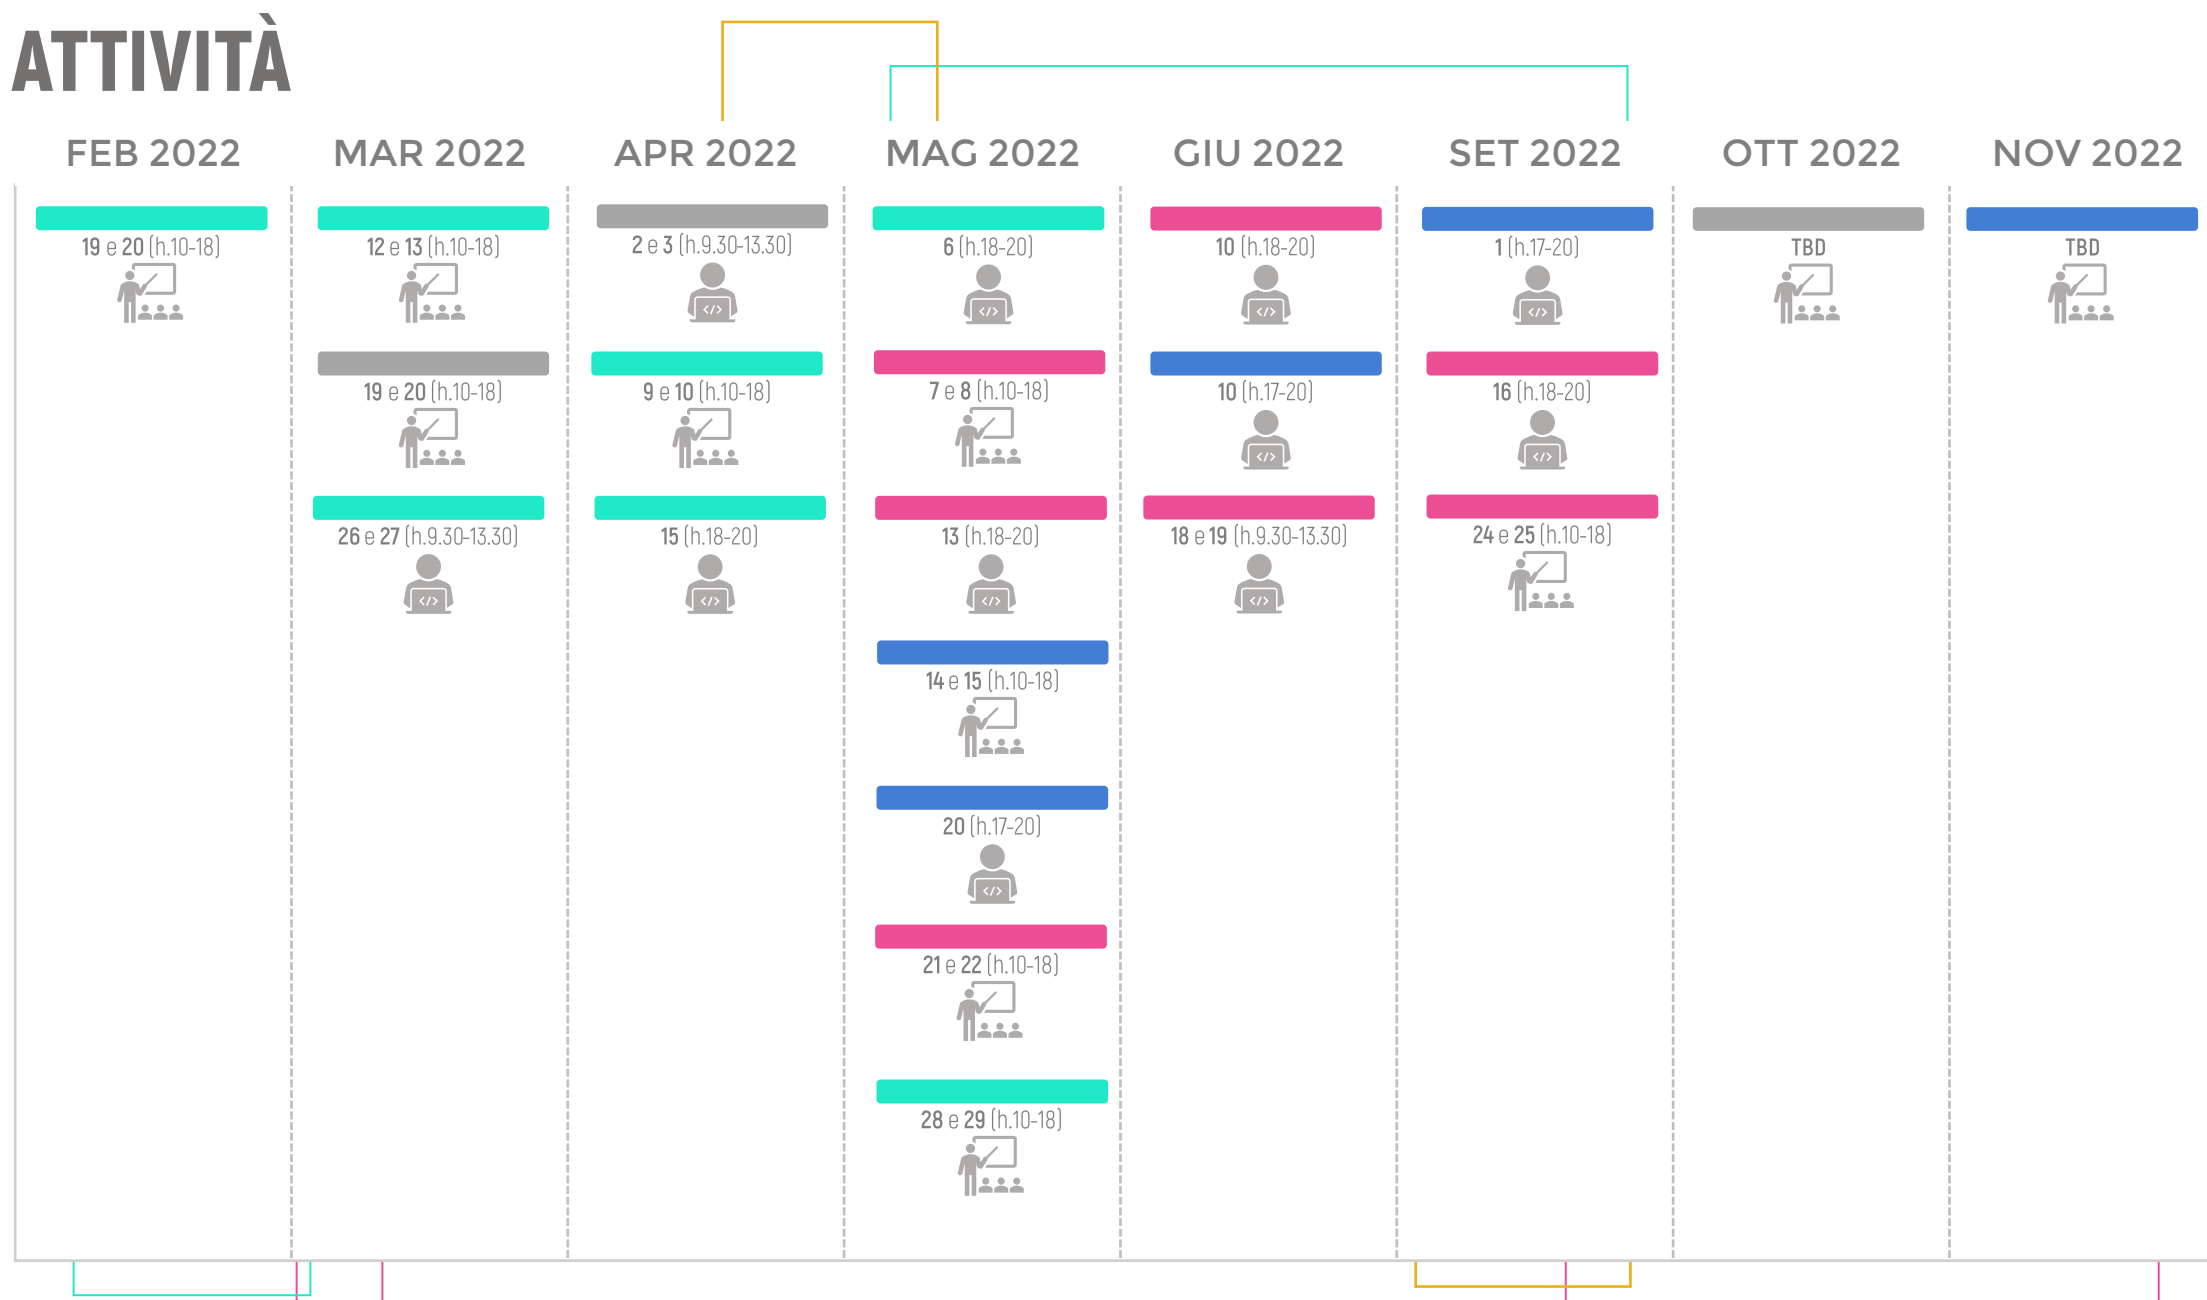 ATTIVITÀ
FEB 2022
MAR 2022
APR 2022
MAG 2022
GIU 2022
SET 2022
OTT 2022
NOV 2022
19 e 20 (h.10-18)
12 e 13 (h.10-18)
2 e 3 (h.9.30-13.30)
6 (h.18-20)
10 (h.18-20)
1 (h.17-20)
1 TBD
TBD
19 e 20 (h.10-18)
9 e 10 (h.10-18)
7 e 8 (h.10-18)
10 (h.17-20)
16 (h.18-20)
26 e 27 (h.9.30-13.30)
15 (h.18-20)
13 (h.18-20)
18 e 19 (h.9.30-13.30)
24 e 25 (h.10-18)
14 e 15 (h.10-18)
20 (h.17-20)
21 e 22 (h.10-18)
28 e 29 (h.10-18)